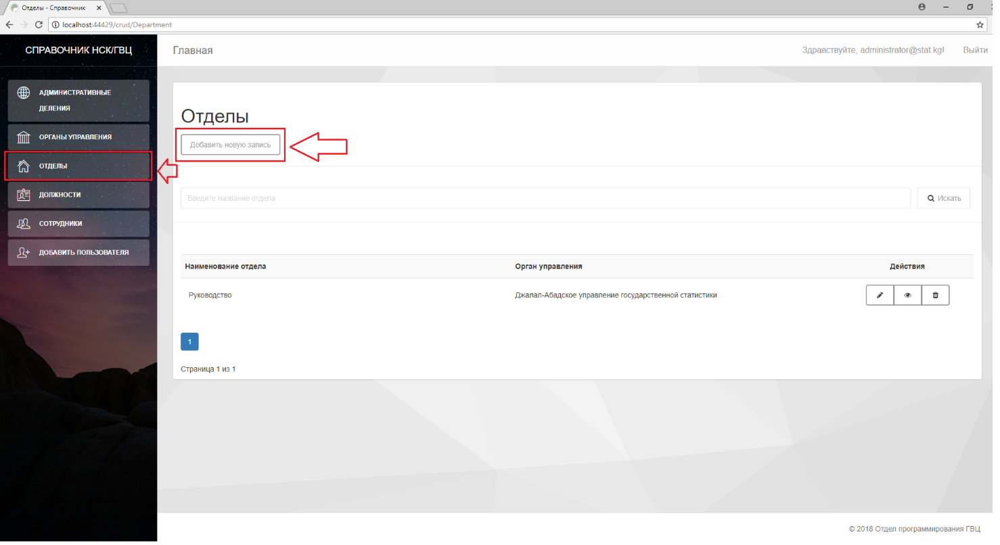 Отделы - Справочник
localhost:44429/crud/Department
СПРАВОЧНИК НСК/ГВЦ
Главная
Здравствуйте, administrator@stat.kg!
Выйти
АДМИНИСТРАТИВНЫЕ
ДЕЛЕНИЯ
ОРГАНЫ УПРАВЛЕНИЯ
ОТДЕЛЫ
ДОЛЖНОСТИ
СОТРУДНИКИ
ДОБАВИТЬ ПОЛЬЗОВАТЕЛЯ
Отделы
Добавить новую запись
Введите название отдела
Искать
Наименование отдела
Орган управления
Действия
Руководство
Джалал-Абадское управление государственной статистики
1
Страница 1 из 1
© 2018 Отдел программирования ГВЦ